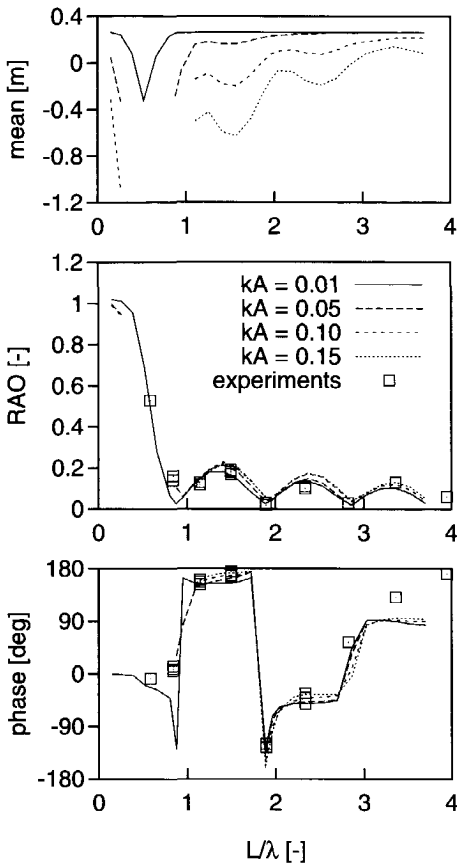 0.4
0
-0.4
-0.8
-1.2
mean [m]
0 1 2 3 4
1.2
1
0.8
0.6
0.4
0.2
0
RAO [-]
kA = 0.01
kA = 0.05
kA = 0.10
kA = 0.15
experiments
0 1 2 3 4
180
90
0
-90
-180
phase [deg]
0 1 2 3 4
L/λ [-]